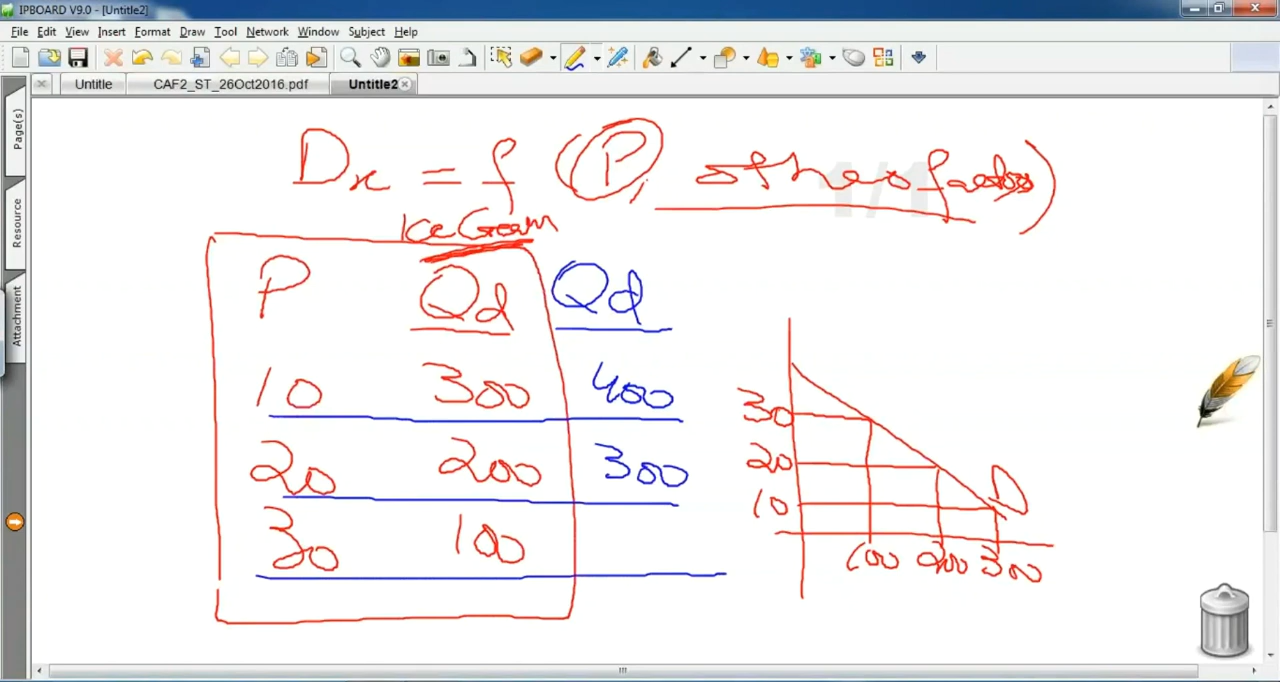 IPBOARD V9.0 - [Untitle2]
File Edit View Insert Format Draw Tool Network Window Subject Help
Untitle CAF2_ST_26Oct2016.pdf Untitle2
Page(s)
Resource
Attachment
Dx = f (P, other factors)
1/1
Ice Cream
P Qd Qd
10 300 400
20 200 300
30 100
30
20
10
D
100 200 300